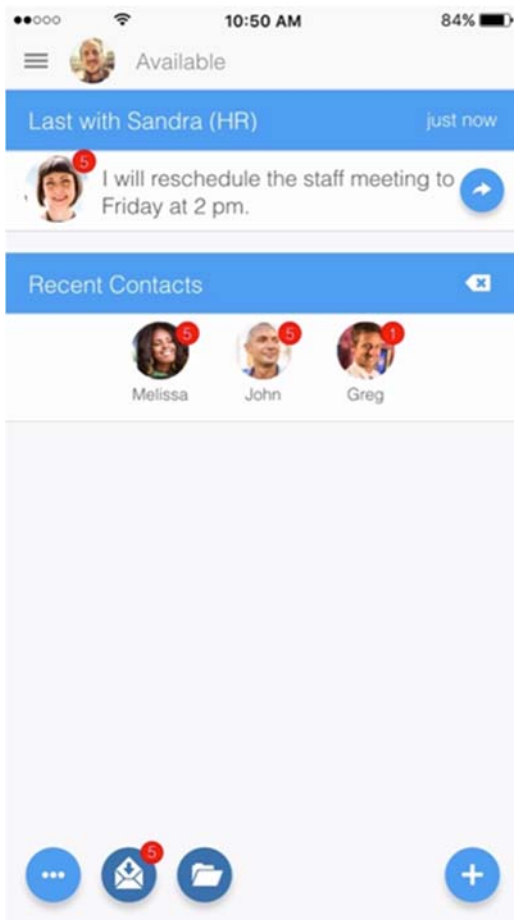 10:50 AM 84%
Available
Last with Sandra (HR) just now
5
I will reschedule the staff meeting to
Friday at 2 pm.
Recent Contacts
5 5 1
Melissa John Greg
5